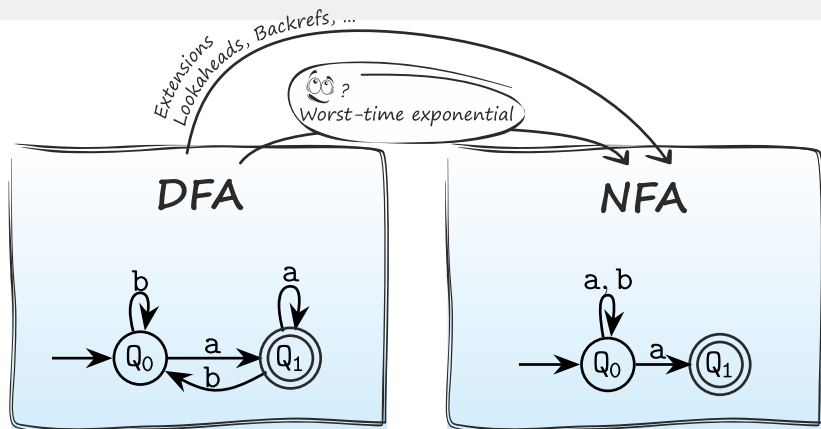 Extensions
Lookaheads, Backrefs, ...
?
Worst-time exponential
DFA
NFA
b
a
a, b
Q0
a
Q1
b
Q0
a
Q1